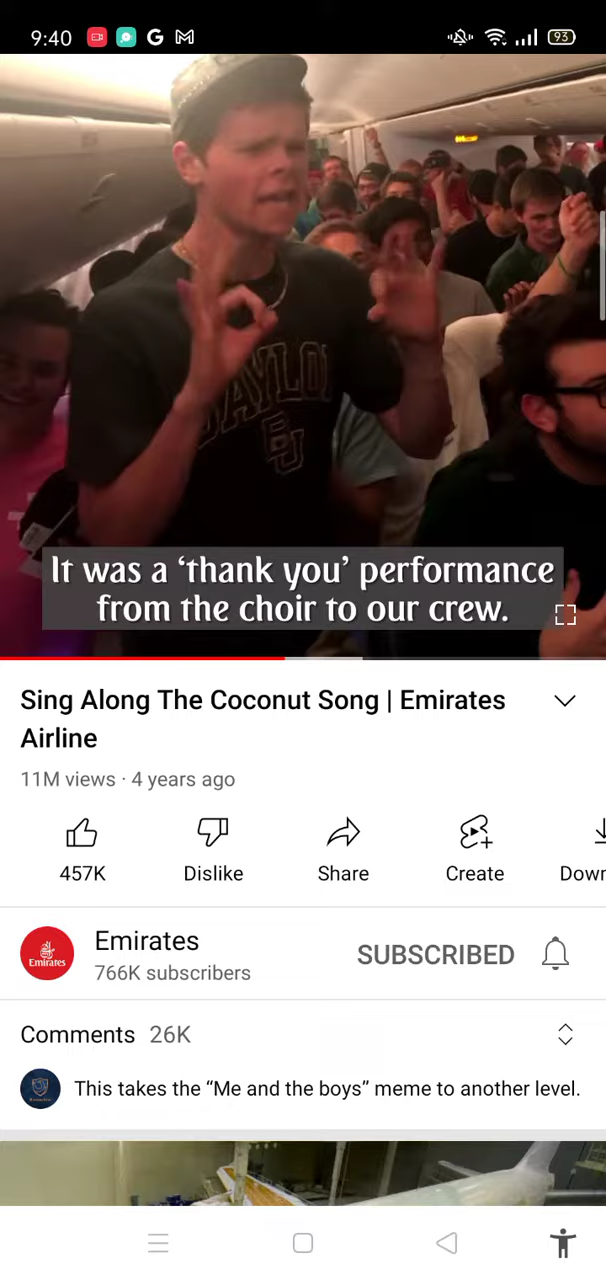 9:40
G
93
BAYLOR
BU
It was a ‘thank you’ performance
from the choir to our crew.
Sing Along The Coconut Song | Emirates
Airline
11M views · 4 years ago
457K
Dislike
Share
Create
Down
Emirates
Emirates
766K subscribers
SUBSCRIBED
Comments 26K
This takes the “Me and the boys” meme to another level.